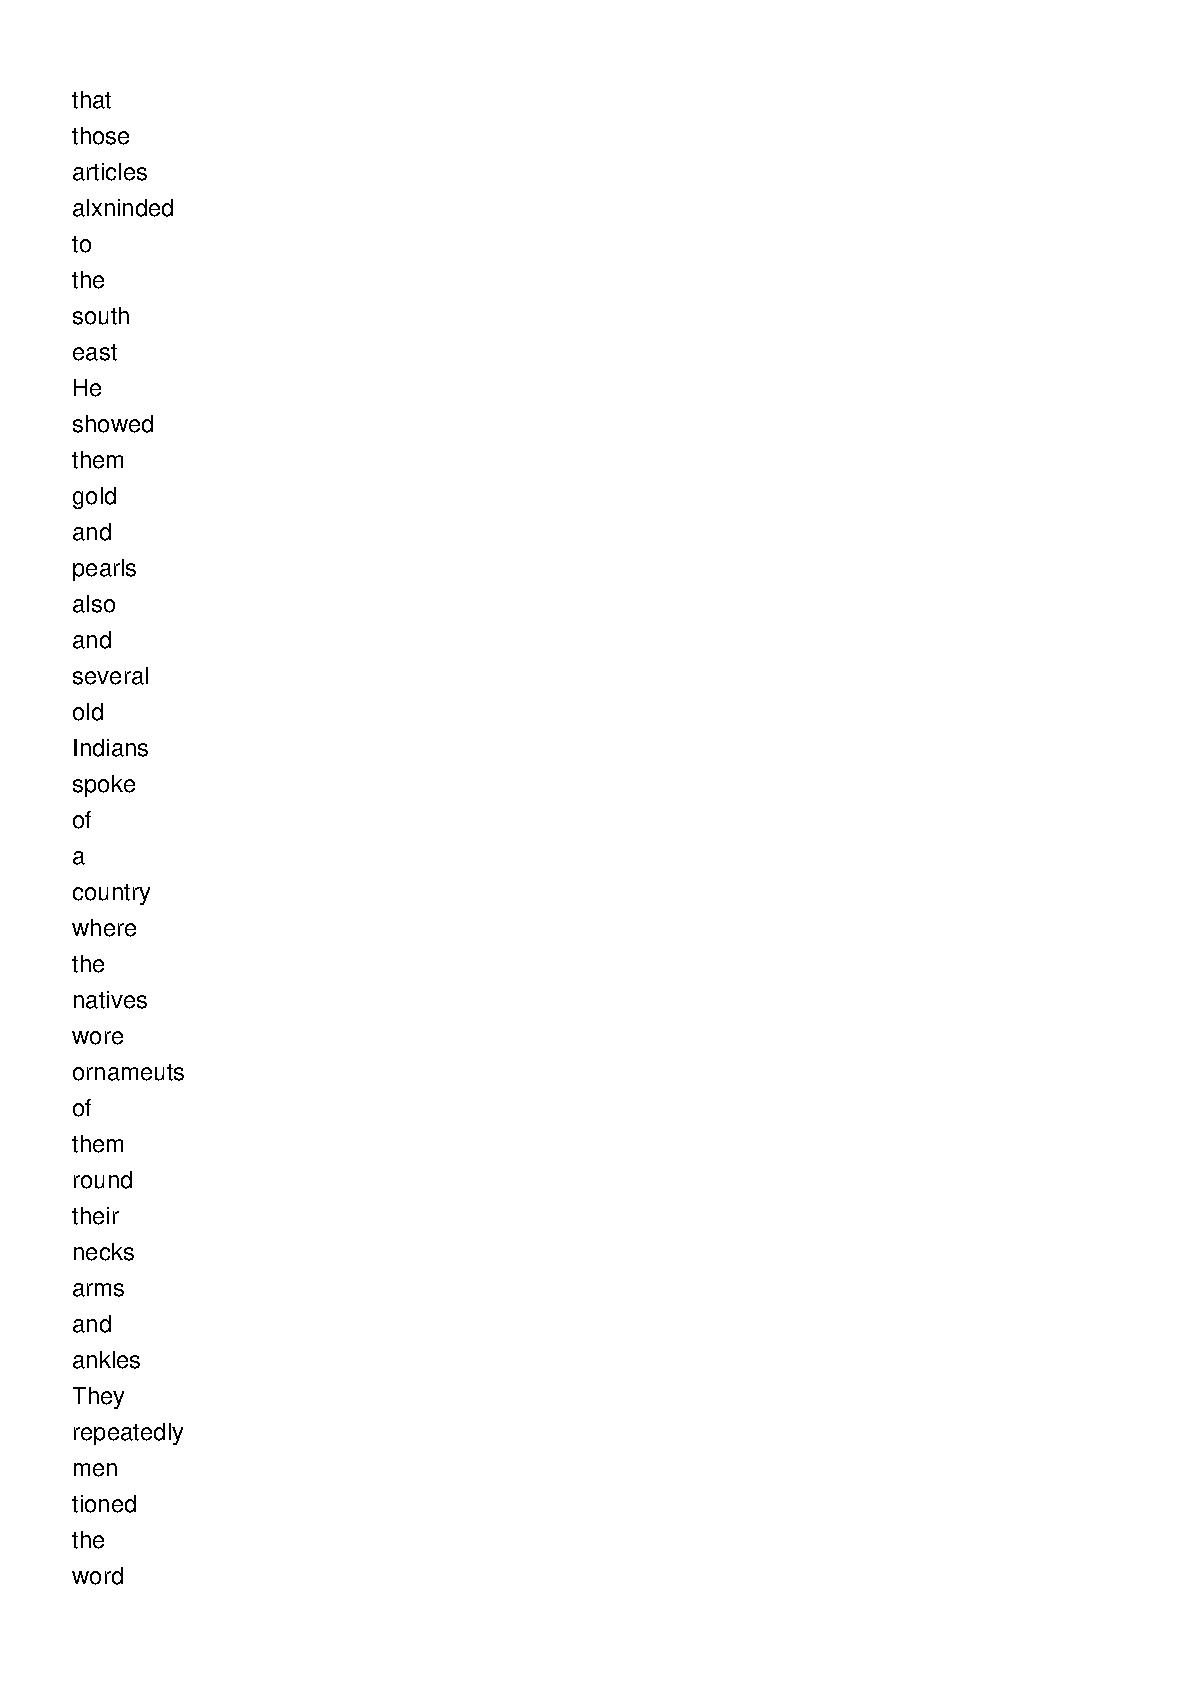 that
those
articles
alxninded
to
the
south
east
He
showed
them
gold
and
pearls
also
and
several
old
Indians
spoke
of
a
country
where
the
natives
wore
ornameuts
of
them
round
their
necks
arms
and
ankles
They
repeatedly
men
tioned
the
word